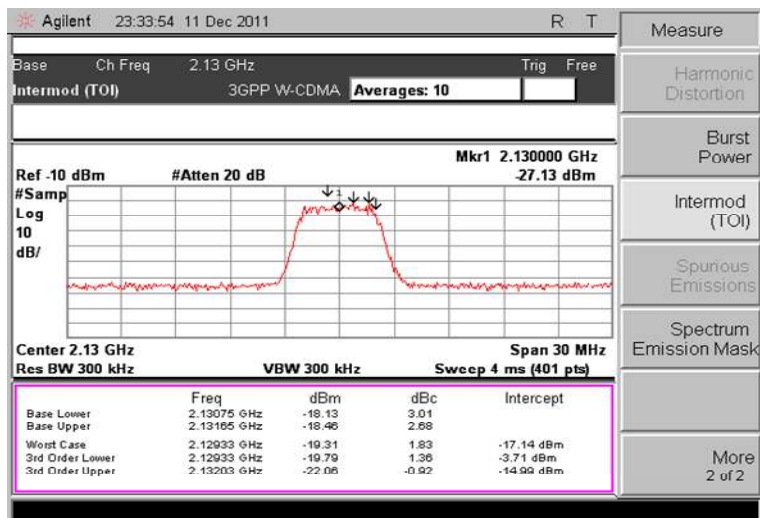 Agilent 23:33:54 11 Dec 2011 R T
Measure
Base Ch Freq 2.13 GHz Trig Free
Intermod (TOI) 3GPP W-CDMA Averages: 10
Harmonic
Distortion
Burst
Power
Mkr1 2.130000 GHz
Ref -10 dBm #Atten 20 dB -27.13 dBm
#Samp
Log
10
dB/
1
Intermod
(TOI)
Spurious
Emissions
Spectrum
Emission Mask
Center 2.13 GHz Span 30 MHz
Res BW 300 kHz VBW 300 kHz Sweep 4 ms (401 pts)
Freq dBm dBc Intercept
Base Lower 2.13075 GHz -18.13 3.01
Base Upper 2.13165 GHz -18.46 2.68
Worst Case 2.12933 GHz -19.31 1.83 -17.14 dBm
3rd Order Lower 2.12933 GHz -19.79 1.36 -3.71 dBm
3rd Order Upper 2.13203 GHz -22.06 -0.92 -14.99 dBm
More
2 of 2